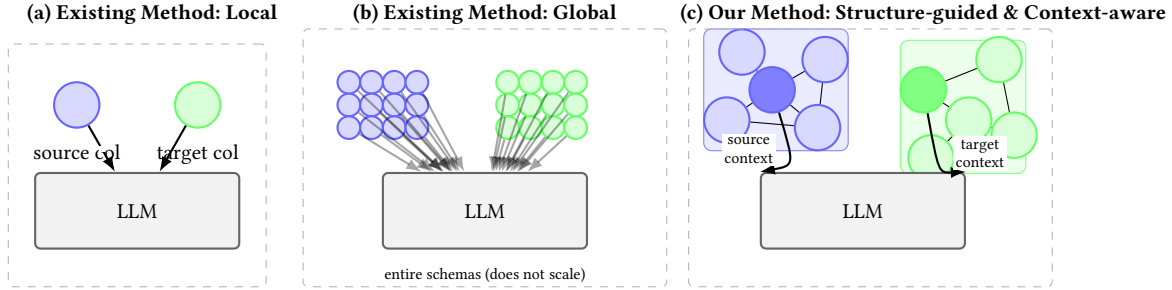 (a) Existing Method: Local
source col
target col
LLM
(b) Existing Method: Global
LLM
entire schemas (does not scale)
(c) Our Method: Structure-guided & Context-aware
source
context
target
context
LLM